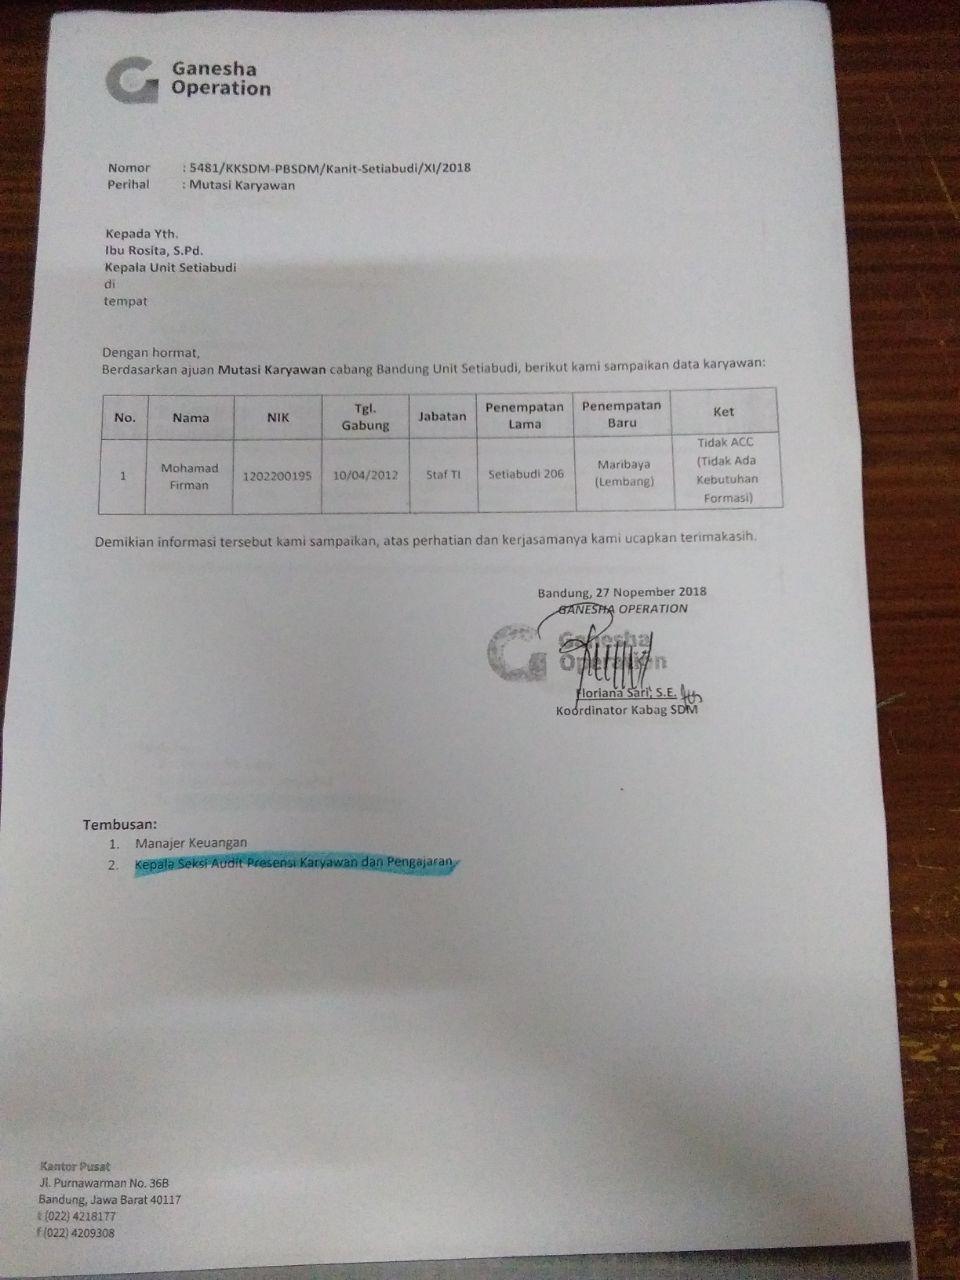 Ganesha
Operation
Nomor : 5481/KKSDM-PBSDM/Kanit-Setiabudi/XI/2018
Perihal : Mutasi Karyawan
Kepada Yth.
Ibu Rosita, S.Pd.
Kepala Unit Setiabudi
di
tempat
Dengan hormat,
Berdasarkan ajuan Mutasi Karyawan cabang Bandung Unit Setiabudi, berikut kami sampaikan data karyawan:
No. Nama NIK Tgl. Gabung Jabatan Penempatan Lama Penempatan Baru Ket
1 Mohamad Firman 1202200195 10/04/2012 Staf TI Setiabudi 206 Maribaya (Lembang) Tidak ACC (Tidak Ada Kebutuhan Formasi)
Demikian informasi tersebut kami sampaikan, atas perhatian dan kerjasamanya kami ucapkan terimakasih.
Bandung, 27 Nopember 2018
GANESHA OPERATION
Ganesha
Operation
Floriana Sari, S.E.
Koordinator Kabag SDM
Tembusan:
1. Manajer Keuangan
2. Kepala Seksi Audit Presensi Karyawan dan Pengajaran
Kantor Pusat
Jl. Purnawarman No. 36B
Bandung, Jawa Barat 40117
t (022) 4218177
f (022) 4209308